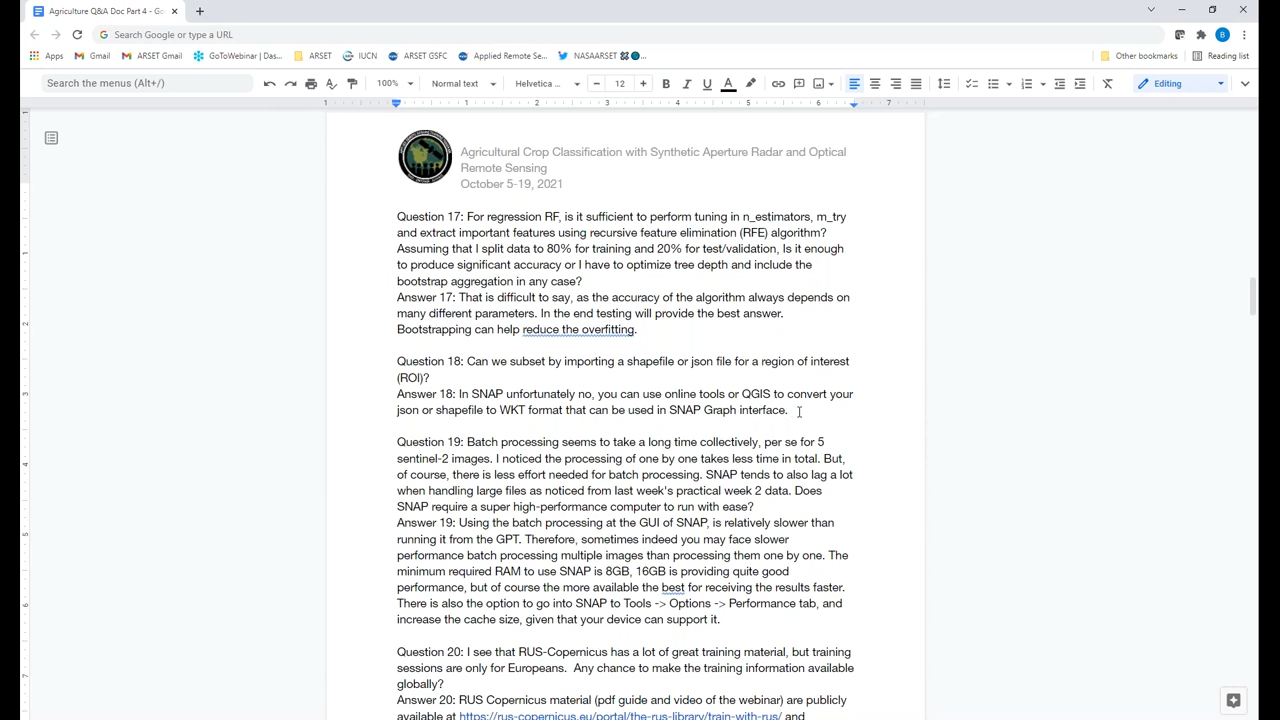 Agriculture Q&A Doc Part 4 - Go
Search Google or type a URL
B
Apps
Gmail
ARSET Gmail
GoToWebinar | Das...
ARSET
IUCN
ARSET GSFC
Applied Remote Se...
NASAARSET
Other bookmarks
Reading list
Search the menus (Alt+/)
100%
Normal text
Helvetica ...
12
Editing
1 1 2 3 4 5 6 7
Agricultural Crop Classification with Synthetic Aperture Radar and Optical
Remote Sensing
October 5-19, 2021
Question 17: For regression RF, is it sufficient to perform tuning in n_estimators, m_try
and extract important features using recursive feature elimination (RFE) algorithm?
Assuming that I split data to 80% for training and 20% for test/validation, Is it enough
to produce significant accuracy or I have to optimize tree depth and include the
bootstrap aggregation in any case?
Answer 17: That is difficult to say, as the accuracy of the algorithm always depends on
many different parameters. In the end testing will provide the best answer.
Bootstrapping can help reduce the overfitting.
Question 18: Can we subset by importing a shapefile or json file for a region of interest
(ROI)?
Answer 18: In SNAP unfortunately no, you can use online tools or QGIS to convert your
json or shapefile to WKT format that can be used in SNAP Graph interface.
Question 19: Batch processing seems to take a long time collectively, per se for 5
sentinel-2 images. I noticed the processing of one by one takes less time in total. But,
of course, there is less effort needed for batch processing. SNAP tends to also lag a lot
when handling large files as noticed from last week's practical week 2 data. Does
SNAP require a super high-performance computer to run with ease?
Answer 19: Using the batch processing at the GUI of SNAP, is relatively slower than
running it from the GPT. Therefore, sometimes indeed you may face slower
performance batch processing multiple images than processing them one by one. The
minimum required RAM to use SNAP is 8GB, 16GB is providing quite good
performance, but of course the more available the best for receiving the results faster.
There is also the option to go into SNAP to Tools -> Options -> Performance tab, and
increase the cache size, given that your device can support it.
Question 20: I see that RUS-Copernicus has a lot of great training material, but training
sessions are only for Europeans.  Any chance to make the training information available
globally?
Answer 20: RUS Copernicus material (pdf guide and video of the webinar) are publicly
available at https://rus-copernicus.eu/portal/the-rus-library/train-with-rus/ and